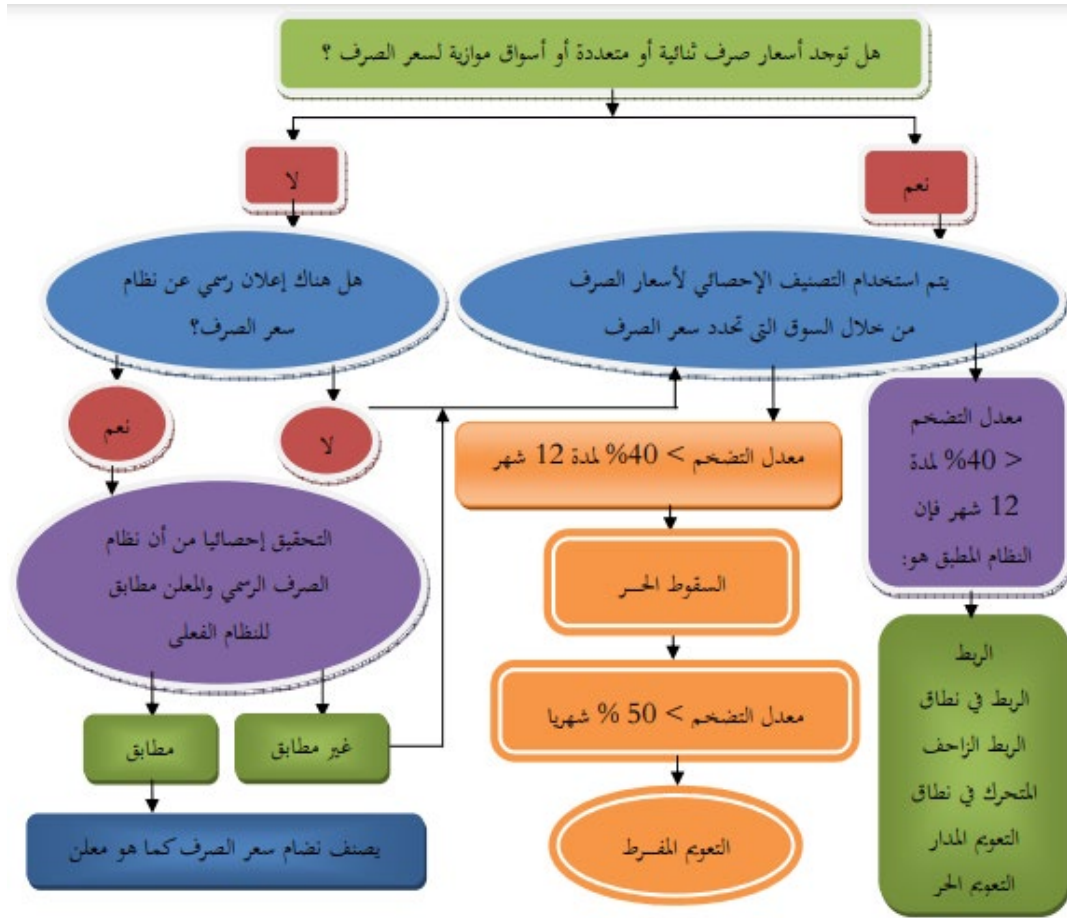 هل توجد أسعار صرف ثنائية أو متعددة أو أسواق موازية لسعر الصرف ؟
نعم
لا
يتم استخدام التصنيف الإحصائي لأسعار الصرف
من خلال السوق التي تحدد سعر الصرف
هل هناك إعلان رسمي عن نظام
سعر الصرف؟
نعم
لا
معدل التضخم
< 40% لمدة
12 شهر فإن
النظام المطبق هو:
معدل التضخم > 40% لمدة 12 شهر
التحقيق إحصائيا من أن نظام
الصرف الرسمي والمعلن مطابق
للنظام الفعلى
السقوط الحــر
معدل التضخم > 50 % شهريا
التعويم المفــرط
الربط
الربط في نطاق
الربط الزاحف
المتحرك في نطاق
التعويم المدار
التعويم الحر
غير مطابق
مطابق
يصنف نضام سعر الصرف كما هو معلن